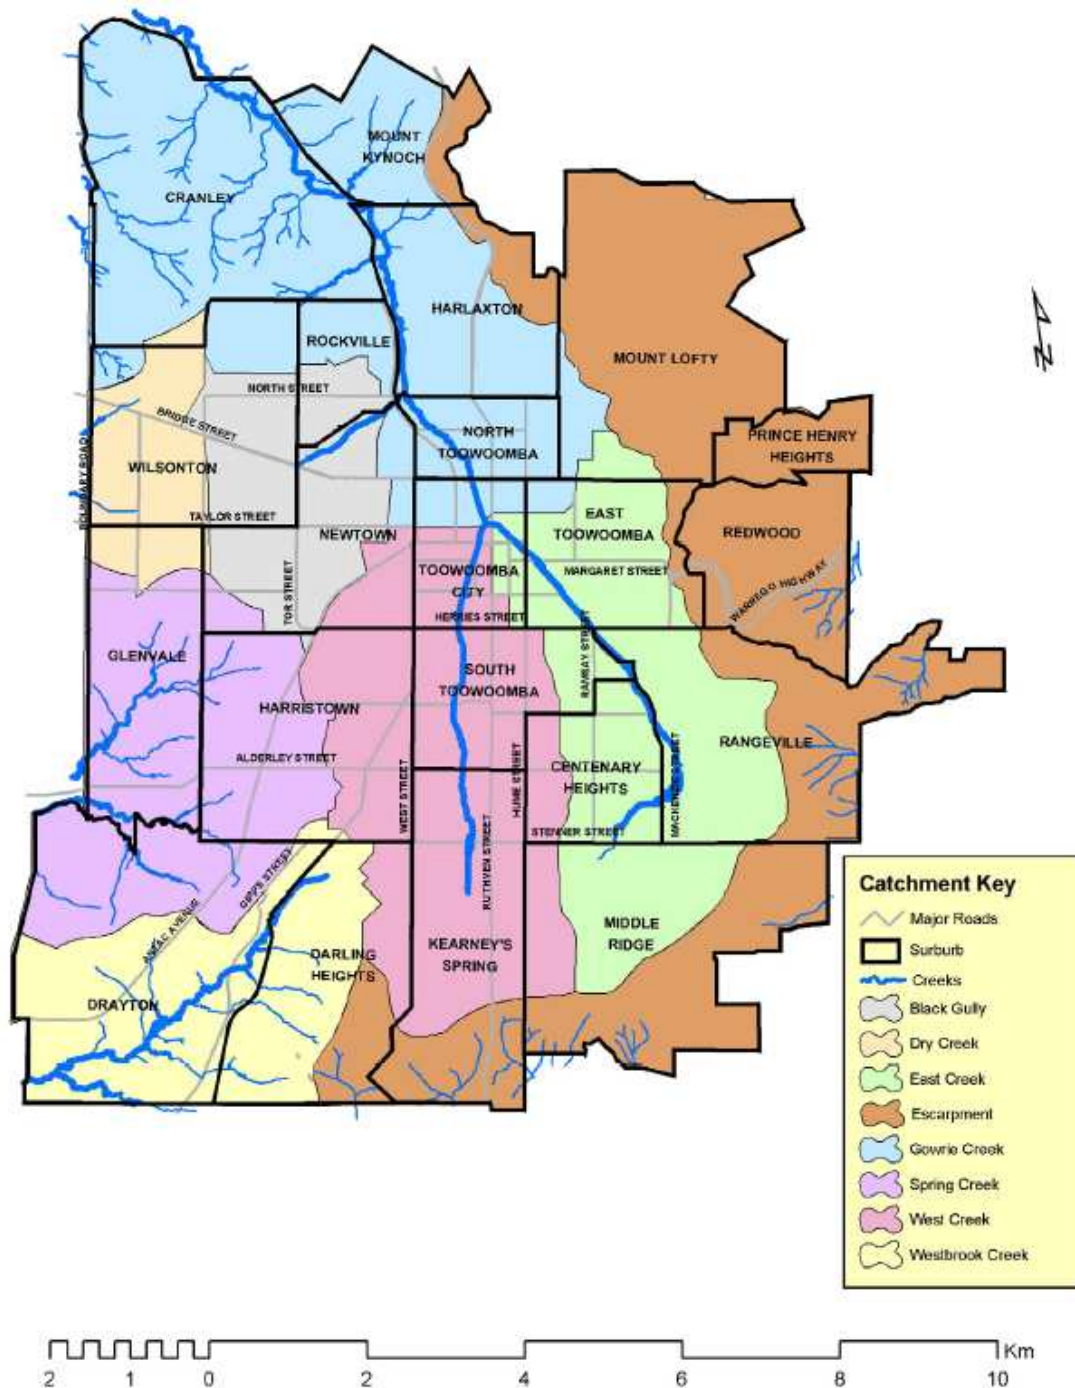 MOUNT
KYNOCH
CRANLEY
HARLAXTON
ROCKVILLE
MOUNT LOFTY
NORTH STREET
BRIDGE STREET
NORTH
TOOWOOMBA
PRINCE HENRY
HEIGHTS
WILSONTON
BOUNDARY ROAD
TAYLOR STREET
NEWTOWN
EAST
TOOWOOMBA
REDWOOD
TOOWOOMBA
CITY
MARGARET STREET
WARREGO HIGHWAY
TOR STREET
HERRIES STREET
RAMSAY STREET
GLENVALE
SOUTH
TOOWOOMBA
HARRISTOWN
RANGEVILLE
ALDERLEY STREET
WEST STREET
HUME STREET
CENTENARY
HEIGHTS
MACKENZIE STREET
STENNER STREET
RUTHVEN STREET
GIPPS STREET
ANZAC AVENUE
MIDDLE
RIDGE
KEARNEY'S
SPRING
DARLING
HEIGHTS
DRAYTON
Catchment Key
Major Roads
Surburb
Creeks
Black Gully
Dry Creek
East Creek
Escarpment
Gowrie Creek
Spring Creek
West Creek
Westbrook Creek
Km
2 1 0 2 4 6 8 10
N